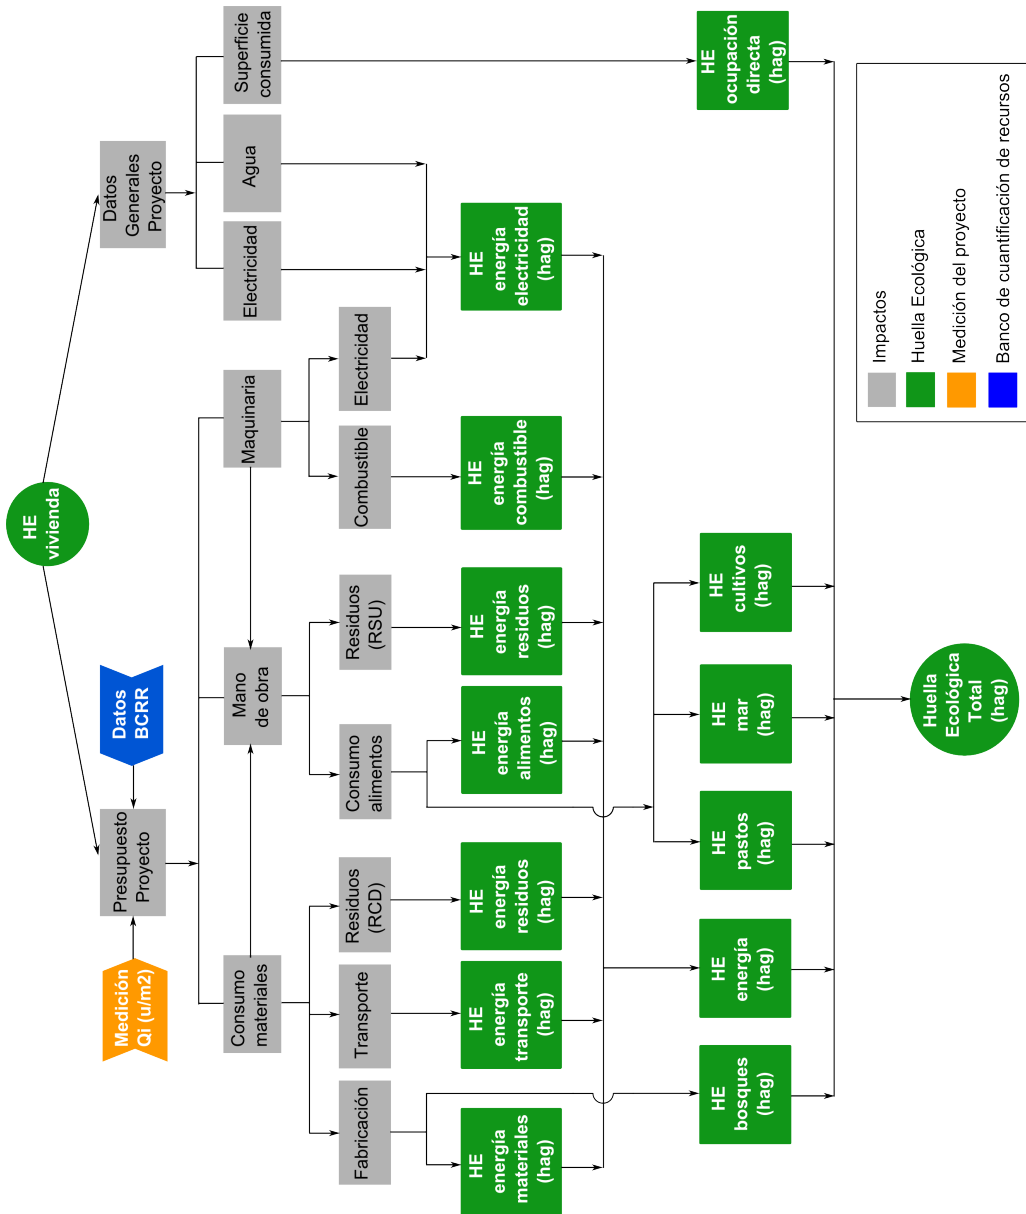 HE
vivienda
Medición
Qi (u/m2)
Presupuesto
Proyecto
Datos
BCRR
Datos
Generales
Proyecto
Consumo
materiales
Mano
de obra
Maquinaria
Electricidad
Agua
Superficie
consumida
Fabricación
Transporte
Residuos
(RCD)
Consumo
alimentos
Residuos
(RSU)
Combustible
Electricidad
HE
energía
materiales
(hag)
HE
energía
transporte
(hag)
HE
energía
residuos
(hag)
HE
energía
alimentos
(hag)
HE
energía
residuos
(hag)
HE
energía
combustible
(hag)
HE
energía
electricidad
(hag)
HE
bosques
(hag)
HE
energía
(hag)
HE
pastos
(hag)
HE
mar
(hag)
HE
cultivos
(hag)
HE
ocupación
directa
(hag)
Huella
Ecológica
Total
(hag)
Impactos
Huella Ecológica
Medición del proyecto
Banco de cuantificación de recursos